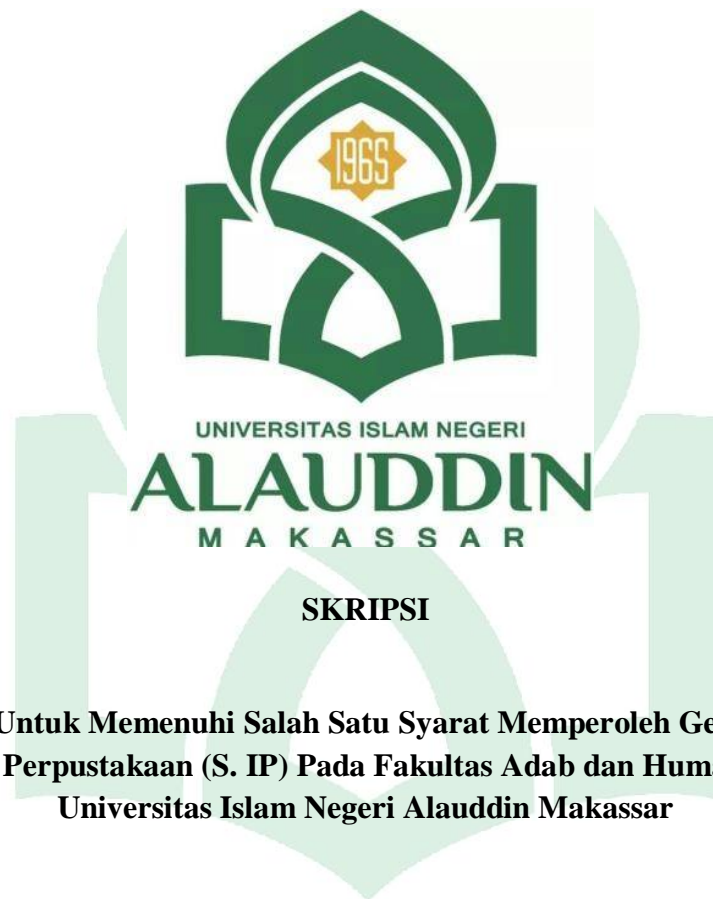 1965
UNIVERSITAS ISLAM NEGERI
ALAUDDIN
MAKASSAR
SKRIPSI
Untuk Memenuhi Salah Satu Syarat Memperoleh
Perpustakaan (S. IP) Pada Fakultas Adab dan
Universitas Islam Negeri Alauddin Makassar